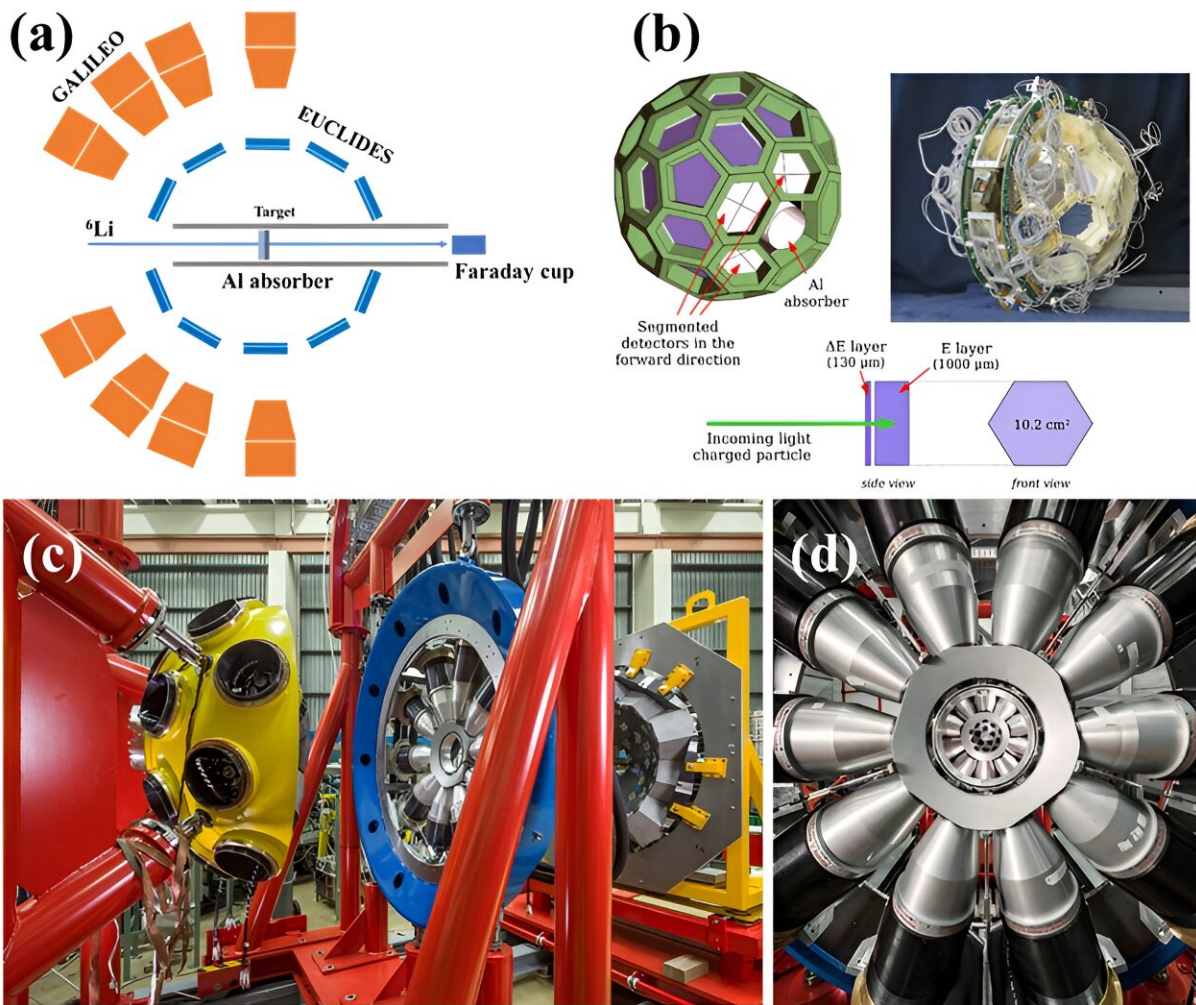 (a)
GALILEO
EUCLIDES
Target
⁶Li
Al absorber
Faraday cup
(b)
Al
absorber
Segmented
detectors in the
forward direction
ΔE layer
(130 μm)
E layer
(1000 μm)
10.2 cm²
Incoming light
charged particle
side view
front view
(c)
(d)